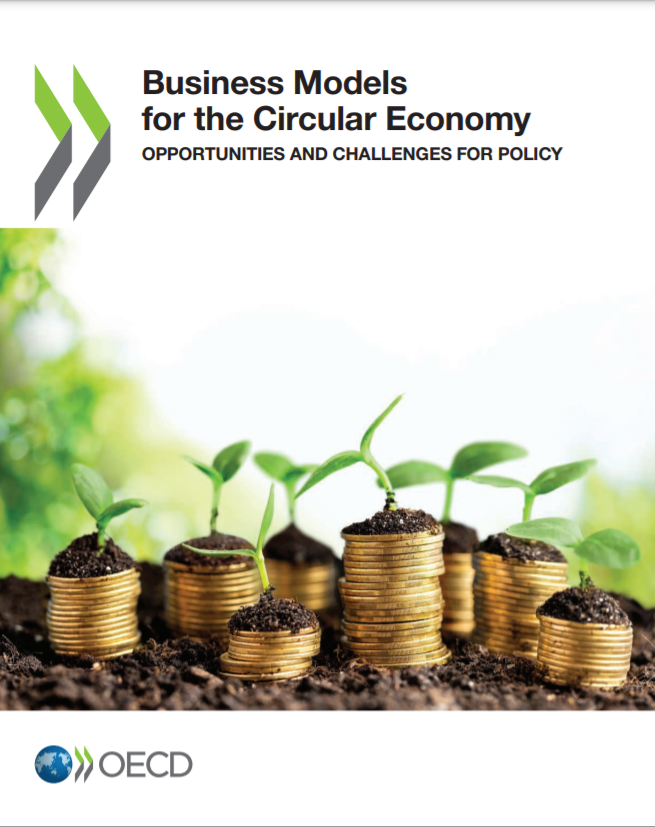 Business Models
for the Circular Economy
OPPORTUNITIES AND CHALLENGES FOR POLICY
OECD